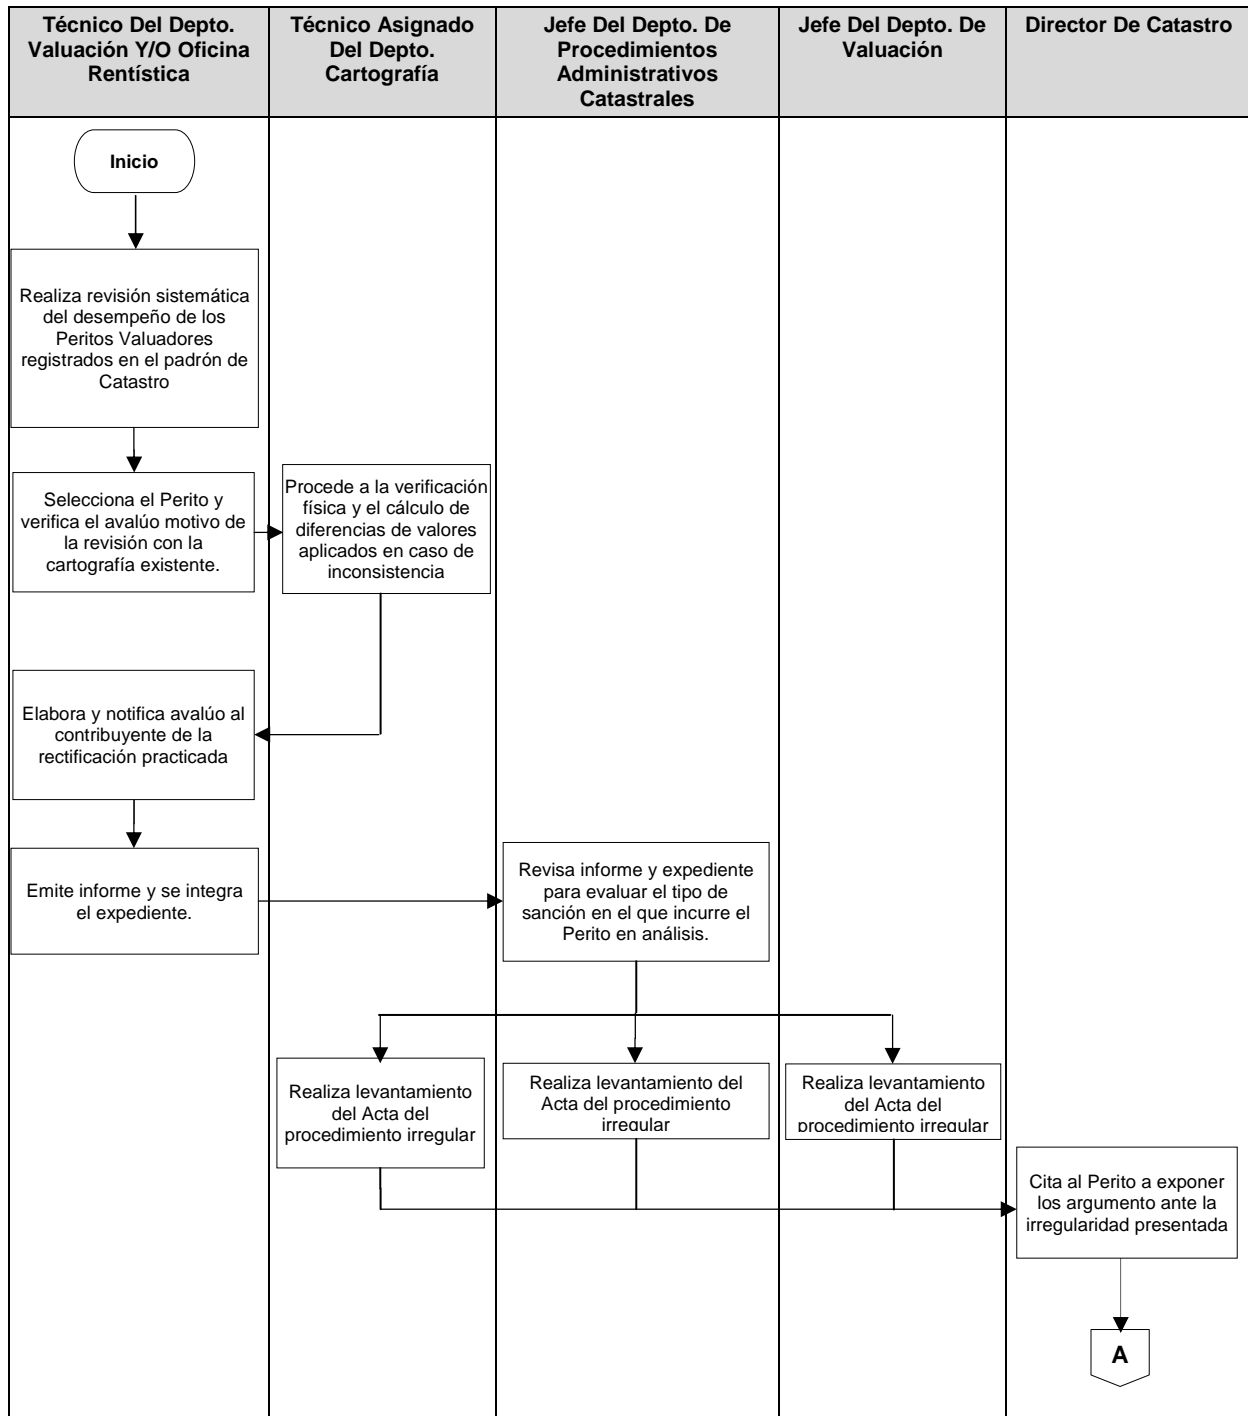 Técnico Del Depto.
Valuación Y/O Oficina
Rentística
Técnico Asignado
Del Depto.
Cartografía
Jefe Del Depto. De
Procedimientos
Administrativos
Catastrales
Jefe Del Depto. De
Valuación
Director De Catastro
Inicio
Realiza revisión sistemática
del desempeño de los
Peritos Valuadores
registrados en el padrón de
Catastro
Selecciona el Perito y
verifica el avalúo motivo de
la revisión con la
cartografía existente.
Procede a la verificación
física y el cálculo de
diferencias de valores
aplicados en caso de
inconsistencia
Elabora y notifica avalúo al
contribuyente de la
rectificación practicada
Emite informe y se integra
el expediente.
Revisa informe y expediente
para evaluar el tipo de
sanción en el que incurre el
Perito en análisis.
Realiza levantamiento
del Acta del
procedimiento irregular
Realiza levantamiento del
Acta del procedimiento
irregular
Realiza levantamiento
del Acta del
procedimiento irregular
Cita al Perito a exponer
los argumento ante la
irregularidad presentada
A